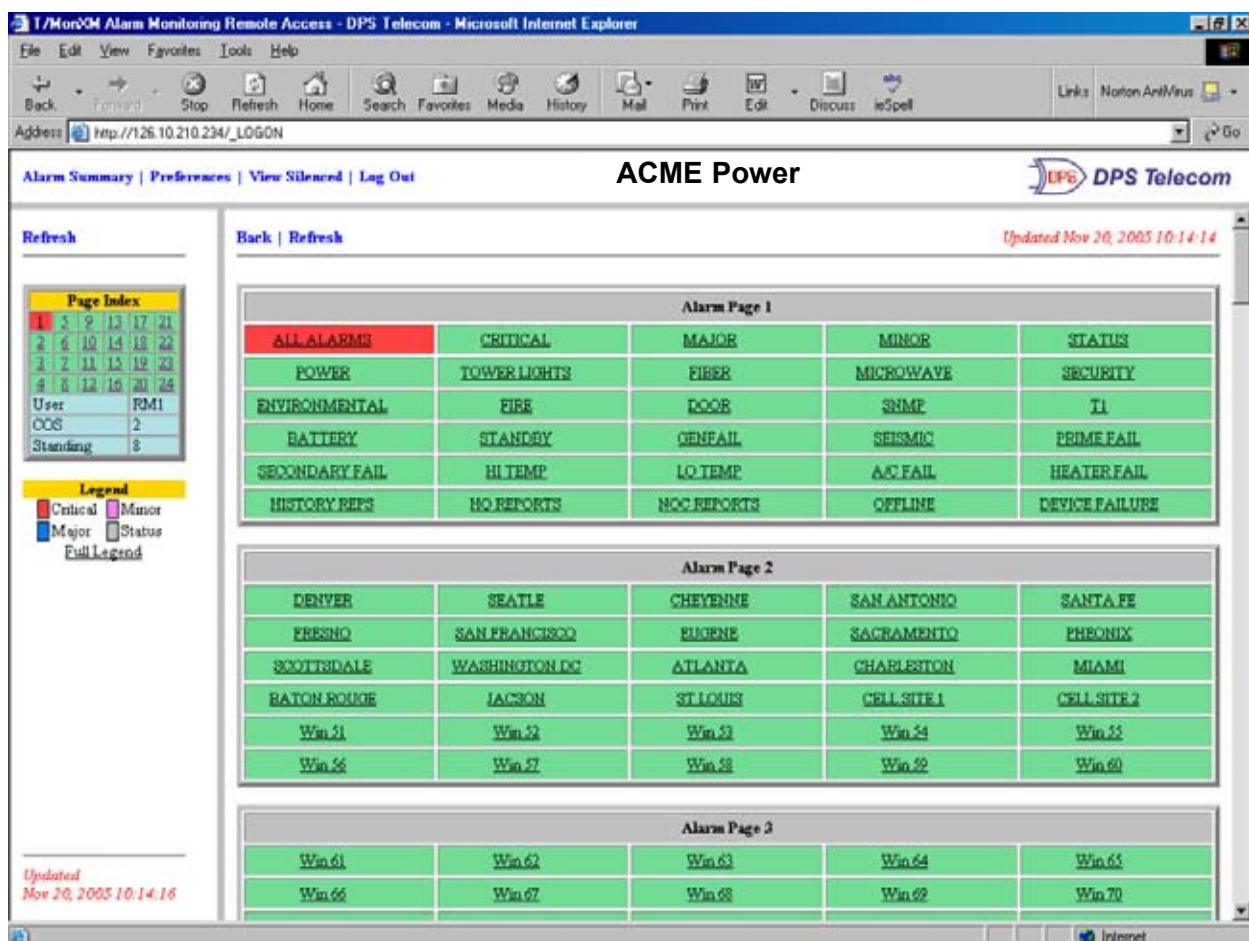 T/MonXM Alarm Monitoring Remote Access - DPS Telecom - Microsoft Internet Explorer
File Edit View Favorites Tools Help
Back Forward Stop Refresh Home Search Favorites Media History Mail Print Edit Discuss ieSpell Links Norton AntiVirus
Address http://126.10.210.234/_LOGON Go
Alarm Summary | Preferences | View Silenced | Log Out
ACME Power
DPS DPS Telecom
Refresh
Back | Refresh
Updated Nov 20, 2005 10:14:14
Page Index
1 5 9 13 17 21
2 6 10 14 18 22
3 7 11 15 19 23
4 8 12 16 20 24
User RM1
COS 2
Standing 8
Legend
Critical Minor
Major Status
Full Legend
Updated
Nov 20, 2005 10:14:16
Alarm Page 1
ALL ALARMS CRITICAL MAJOR MINOR STATUS
POWER TOWER LIGHTS FIBER MICROWAVE SECURITY
ENVIRONMENTAL FIRE DOOR SNMP T1
BATTERY STANDBY GENFAIL SEISMIC PRIME FAIL
SECONDARY FAIL HI TEMP LO TEMP A/C FAIL HEATER FAIL
HISTORY REPS HQ REPORTS NOC REPORTS OFFLINE DEVICE FAILURE
Alarm Page 2
DENVER SEATLE CHEYENNE SAN ANTONIO SANTA FE
FRESNO SAN FRANCISCO EUGENE SACRAMENTO PHEONIX
SCOTTSDALE WASHINGTON DC ATLANTA CHARLESTON MIAMI
BATON ROUGE JACSON ST LOUIS CELL SITE 1 CELL SITE 2
Win 51 Win 52 Win 53 Win 54 Win 55
Win 56 Win 57 Win 58 Win 59 Win 60
Alarm Page 3
Win 61 Win 62 Win 63 Win 64 Win 65
Win 66 Win 67 Win 68 Win 69 Win 70
Internet